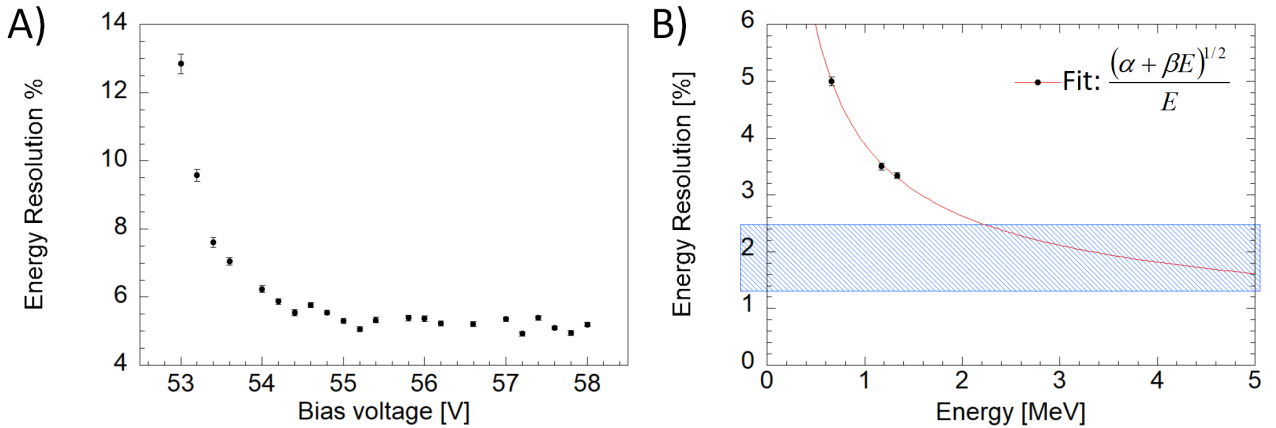 A)
14
12
10
8
6
4
Energy Resolution %
53 54 55 56 57 58
Bias voltage [V]
B)
6
5
4
3
2
1
0
Energy Resolution [%]
Fit: (α + βE)^{1/2} / E
0 1 2 3 4 5
Energy [MeV]